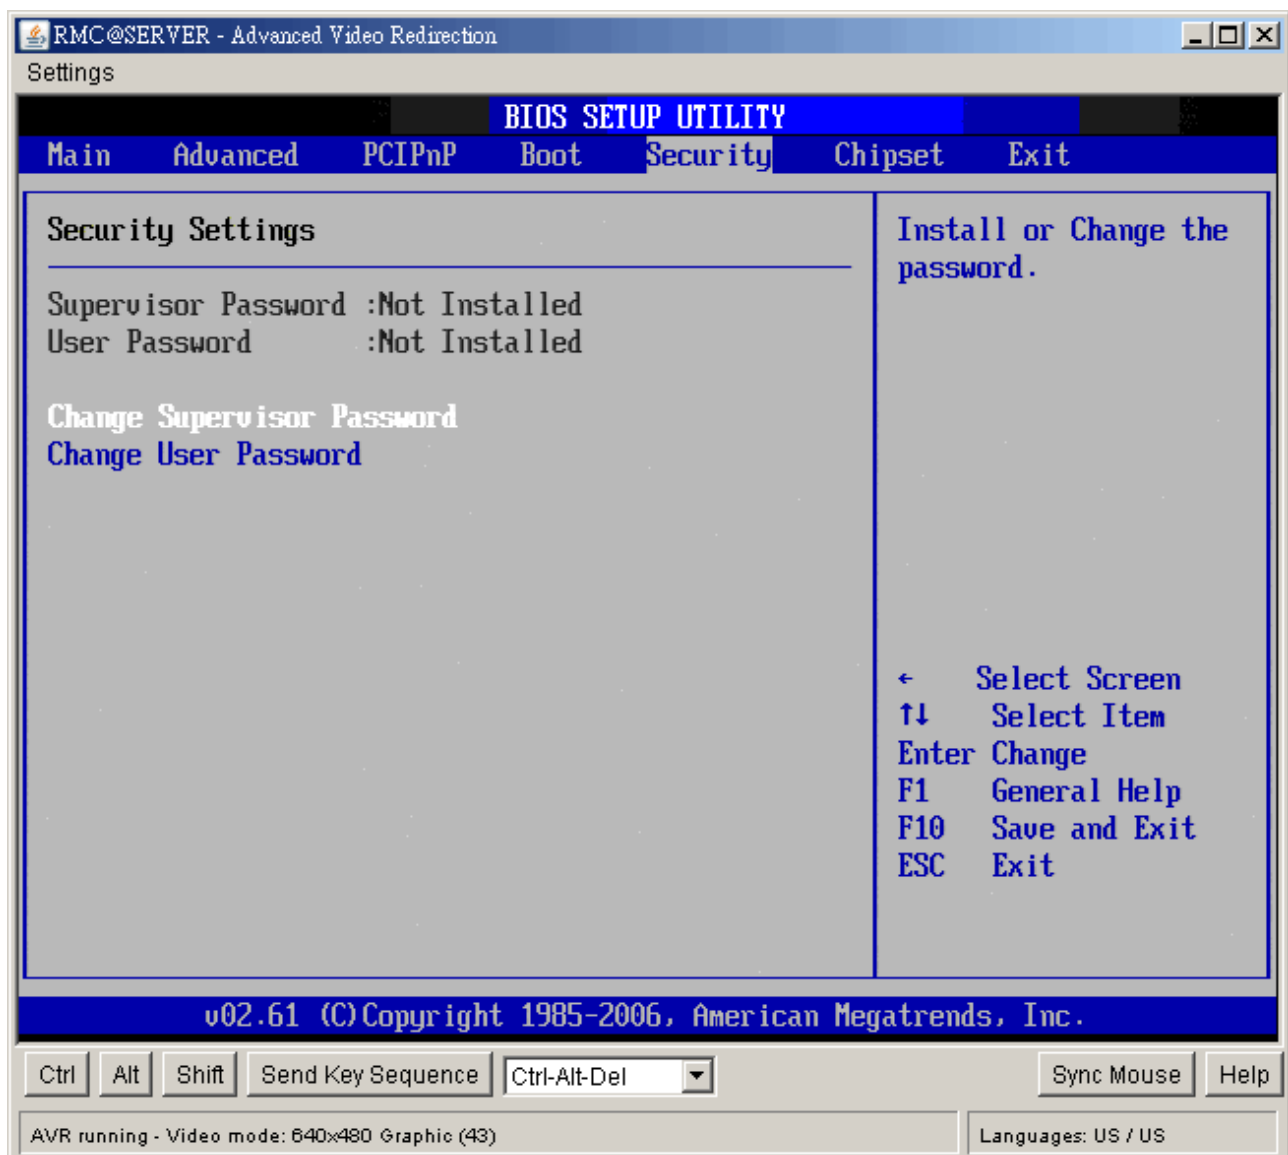 RMC@SERVER - Advanced Video Redirection
Settings
BIOS SETUP UTILITY
Main Advanced PCIPnP Boot Security Chipset Exit
Security Settings
Supervisor Password :Not Installed
User Password :Not Installed
Change Supervisor Password
Change User Password
Install or Change the
password.
← Select Screen
↑↓ Select Item
Enter Change
F1 General Help
F10 Save and Exit
ESC Exit
v02.61 (C)Copyright 1985-2006, American Megatrends, Inc.
Ctrl Alt Shift Send Key Sequence Ctrl-Alt-Del Sync Mouse Help
AVR running - Video mode: 640x480 Graphic (43) Languages: US / US